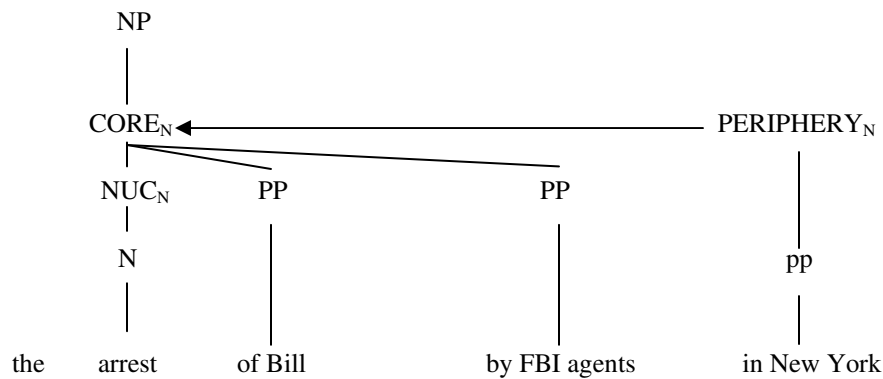 NP
CORE_N PERIPHERY_N
NUC_N PP PP
N pp
the arrest of Bill by FBI agents in New York